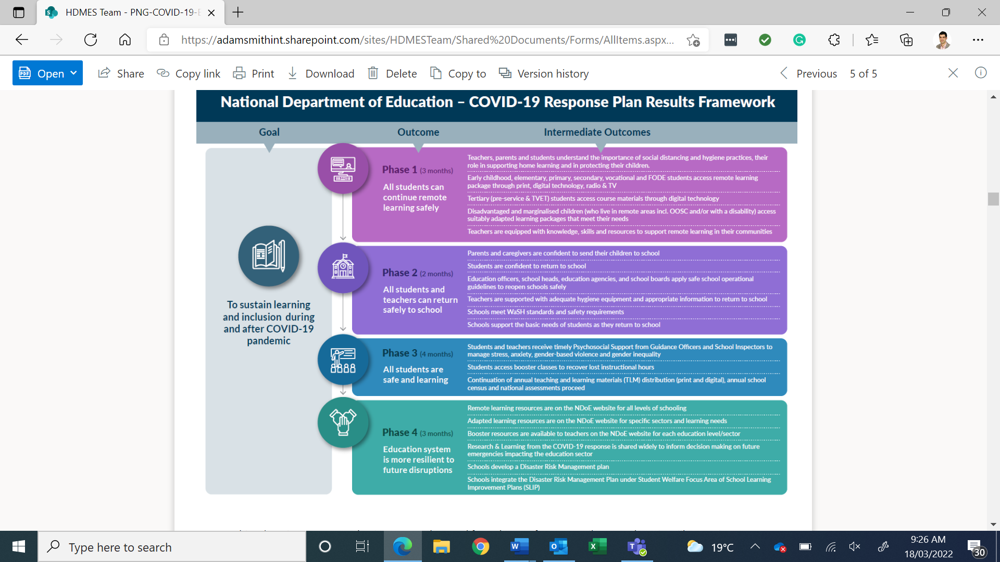 HDMES Team - PNG-COVID-19-E
https://adamsmithint.sharepoint.com/sites/HDMESTeam/Shared%20Documents/Forms/AllItems.aspx...
Open
Share
Copy link
Print
Download
Delete
Copy to
Version history
Previous
5 of 5
National Department of Education – COVID-19 Response Plan Results Framework
Goal
Outcome
Intermediate Outcomes
To sustain learning
and inclusion during
and after COVID-19
pandemic
Phase 1 (3 months)
All students can
continue remote
learning safely
Teachers, parents and students understand the importance of social distancing and hygiene practices, their
role in supporting home learning and in protecting their children.
Early childhood, elementary, primary, secondary, vocational and FODE students access remote learning
package through print, digital technology, radio & TV
Tertiary (pre-service & TVET) students access course materials through digital technology
Disadvantaged and marginalised children (who live in remote areas incl. OOSC and/or with a disability) access
suitably adapted learning packages that meet their needs
Teachers are equipped with knowledge, skills and resources to support remote learning in their communities
Phase 2 (2 months)
All students and
teachers can return
safely to school
Parents and caregivers are confident to send their children to school
Students are confident to return to school
Education officers, school heads, education agencies, and school boards apply safe school operational
guidelines to reopen schools safely
Teachers are supported with adequate hygiene equipment and appropriate information to return to school
Schools meet WaSH standards and safety requirements
Schools support the basic needs of students as they return to school
Phase 3 (4 months)
All students are
safe and learning
Students and teachers receive timely Psychosocial Support from Guidance Officers and School Inspectors to
manage stress, anxiety, gender-based violence and gender inequality
Students access booster classes to recover lost instructional hours
Continuation of annual teaching and learning materials (TLM) distribution (print and digital), annual school
census and national assessments proceed
Phase 4 (3 months)
Education system
is more resilient to
future disruptions
Remote learning resources are on the NDoE website for all levels of schooling
Adapted learning resources are on the NDoE website for specific sectors and learning needs
Booster resources are available to teachers on the NDoE website for each education level/sector
Research & Learning from the COVID-19 response is shared widely to inform decision making on future
emergencies impacting the education sector
Schools develop a Disaster Risk Management plan
Schools integrate the Disaster Risk Management Plan under Student Welfare Focus Area of School Learning
Improvement Plans (SLIP)
Type here to search
19°C
9:26 AM
18/03/2022
30